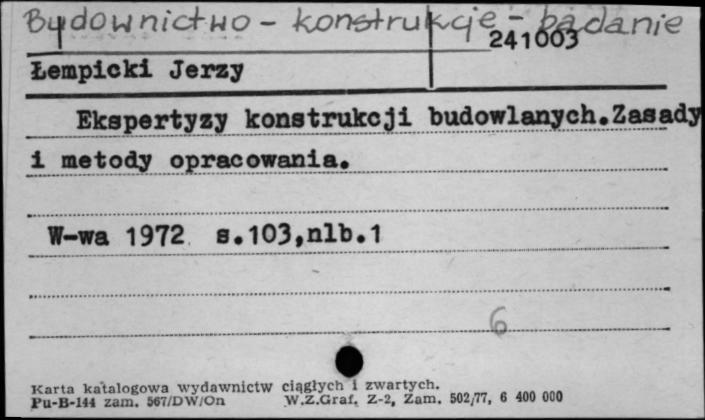 Budownictwo - konstrukcje - badanie
241003
Łempicki Jerzy
Ekspertyzy konstrukcji budowlanych.Zasady
i metody opracowania.
W-wa 1972 s.103,nlb.1
6
Karta katalogowa wydawnictw ciągłych i zwartych.
Pu-B-144 zam. 567/DW/On W.Z.Graf. Z-2, Zam. 502/77, 6 400 000